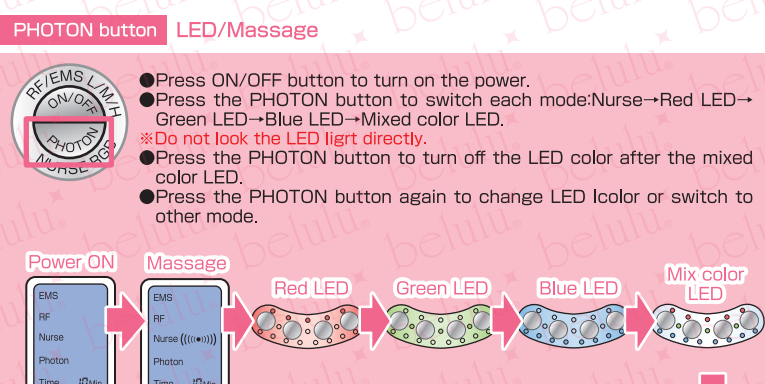 PHOTON button LED/Massage
RF/EMS L/M/H
ON/OFF
PHOTON
NURSE RGB
●Press ON/OFF button to turn on the power.
●Press the PHOTON button to switch each mode:Nurse→Red LED→
Green LED→Blue LED→Mixed color LED.
※Do not look the LED ligrt directly.
●Press the PHOTON button to turn off the LED color after the mixed
color LED.
●Press the PHOTON button again to change LED lcolor or switch to
other mode.
Power ON
Massage
Red LED
Green LED
Blue LED
Mix color
LED
EMS
RF
Nurse
Photon
Time 10Min
EMS
RF
Nurse ((((●))))
Photon
Time 10Min
belulu.